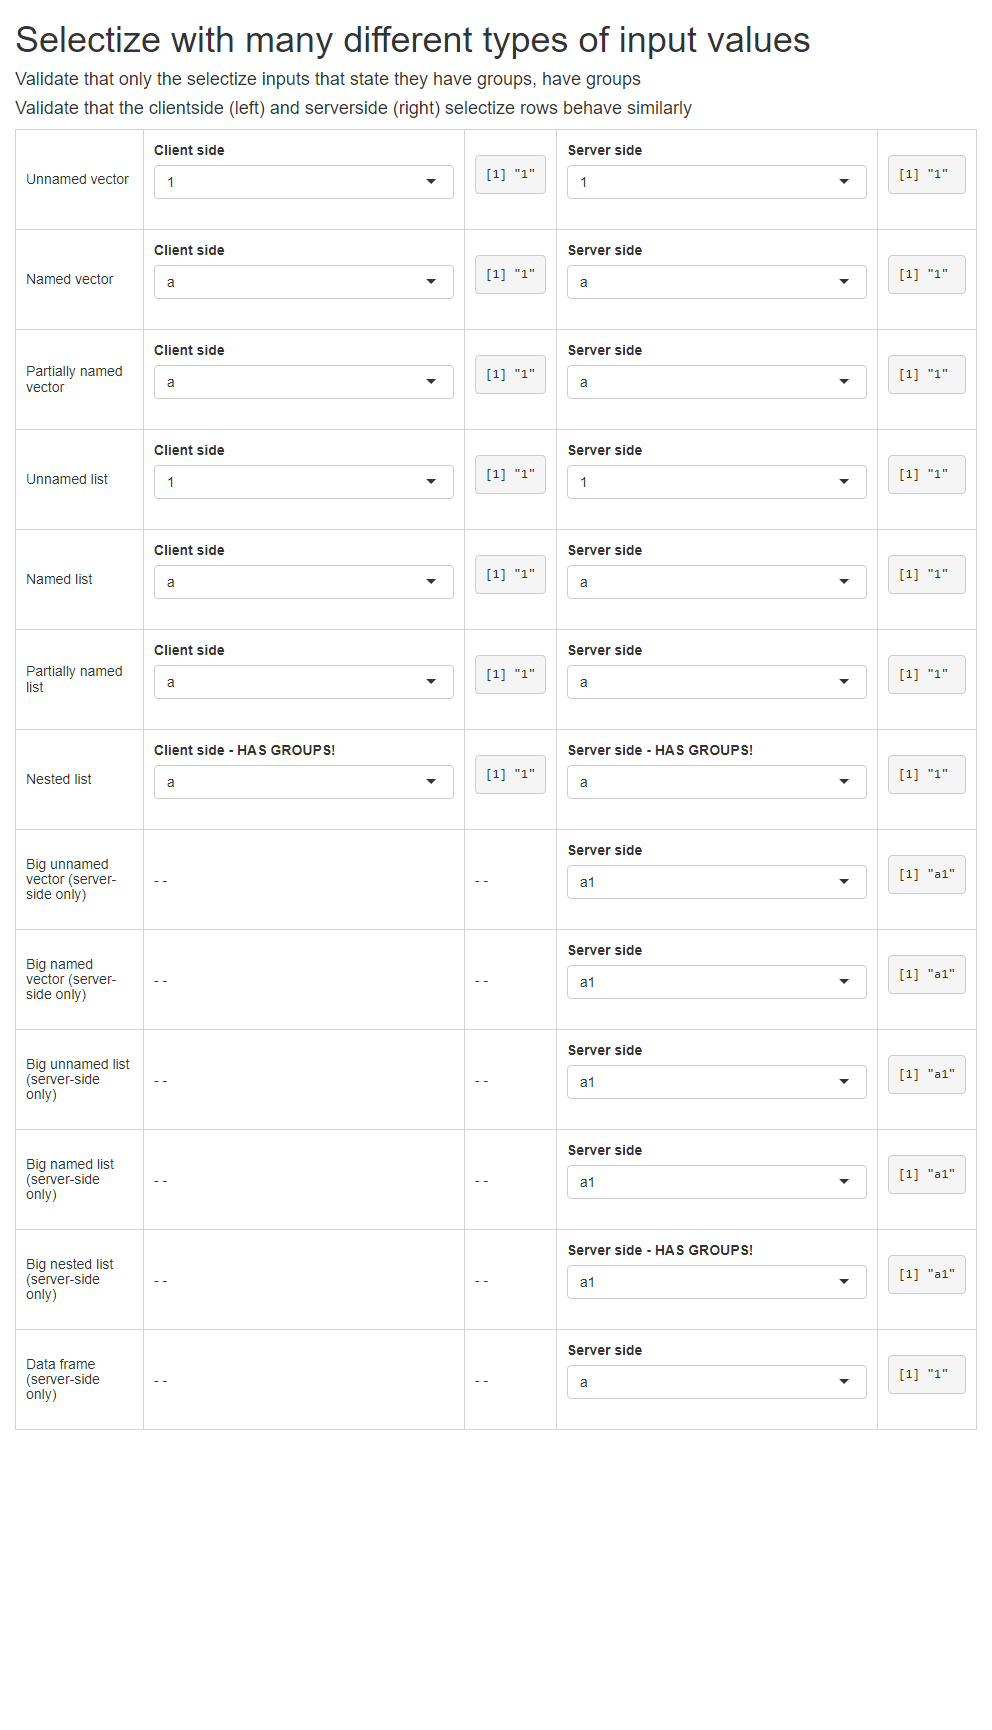 Selectize with many different types of input values
Validate that only the selectize inputs that state they have groups, have groups
Validate that the clientside (left) and serverside (right) selectize rows behave similarly
Unnamed vector
Client side
1
[1] "1"
Server side
1
[1] "1"
Named vector
Client side
a
[1] "1"
Server side
a
[1] "1"
Partially named
vector
Client side
a
[1] "1"
Server side
a
[1] "1"
Unnamed list
Client side
1
[1] "1"
Server side
1
[1] "1"
Named list
Client side
a
[1] "1"
Server side
a
[1] "1"
Partially named
list
Client side
a
[1] "1"
Server side
a
[1] "1"
Nested list
Client side - HAS GROUPS!
a
[1] "1"
Server side - HAS GROUPS!
a
[1] "1"
Big unnamed
vector (server-
side only)
--
--
Server side
a1
[1] "a1"
Big named
vector (server-
side only)
--
--
Server side
a1
[1] "a1"
Big unnamed list
(server-side
only)
--
--
Server side
a1
[1] "a1"
Big named list
(server-side
only)
--
--
Server side
a1
[1] "a1"
Big nested list
(server-side
only)
--
--
Server side - HAS GROUPS!
a1
[1] "a1"
Data frame
(server-side
only)
--
--
Server side
a
[1] "1"